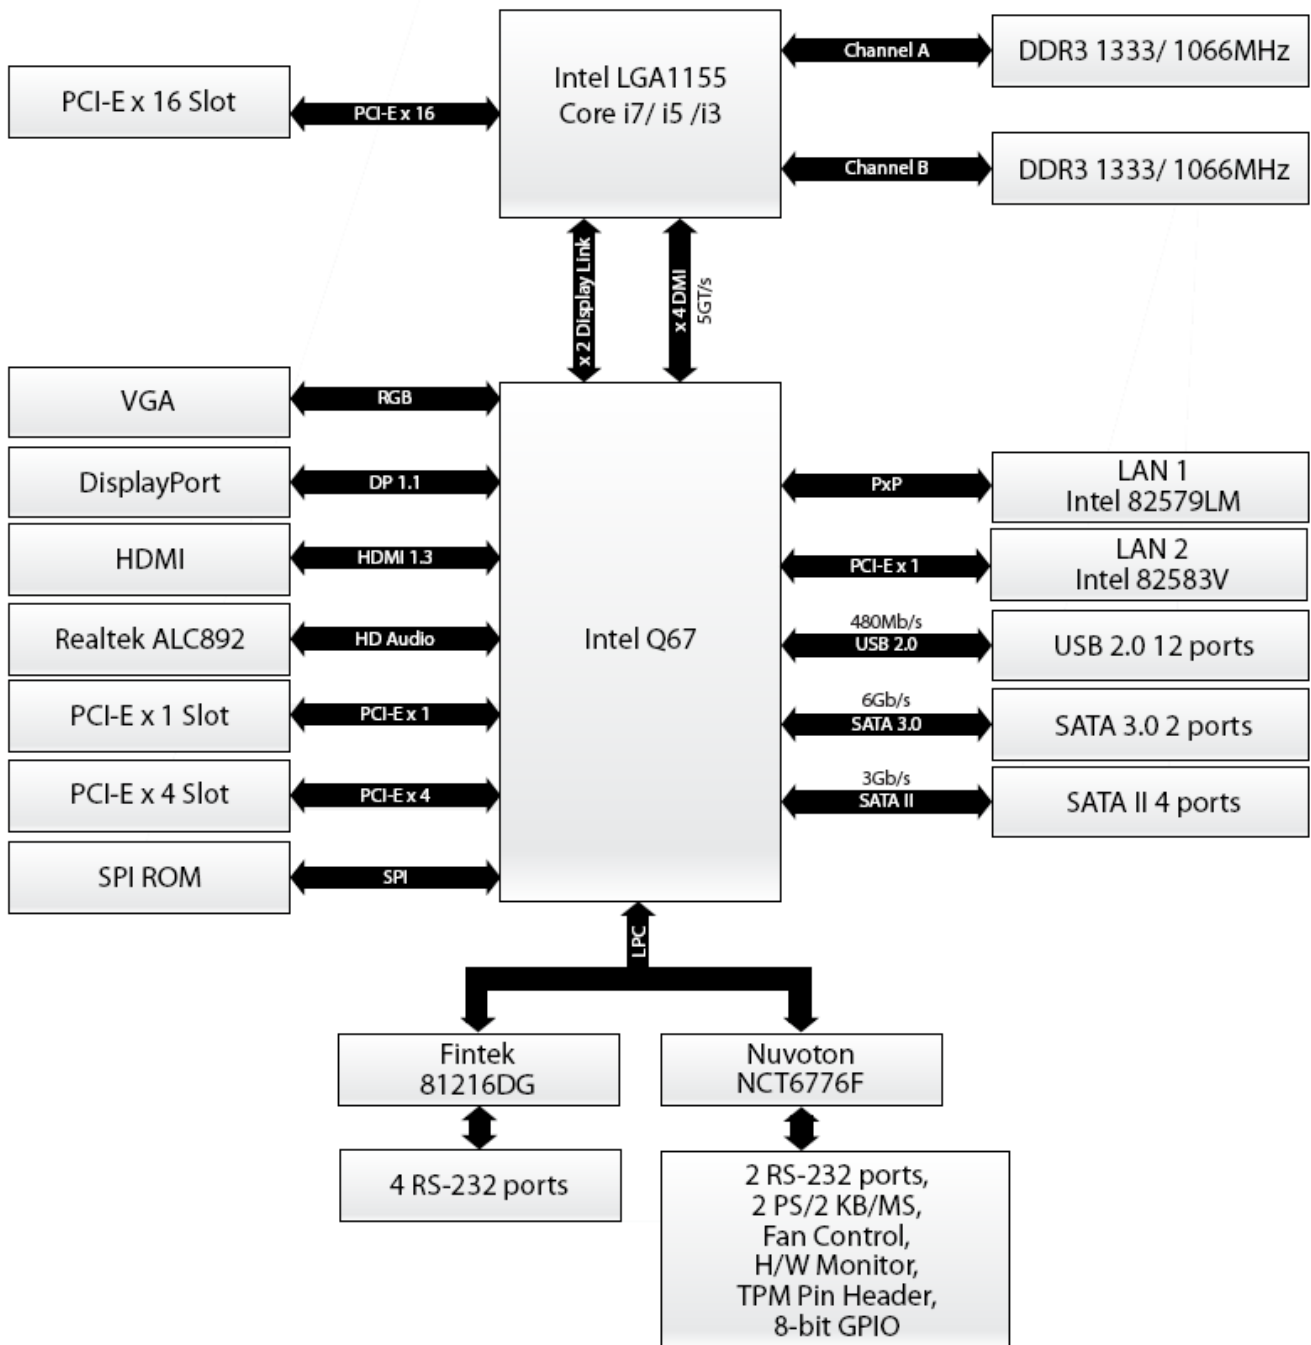 Intel LGA1155
Core i7/ i5 /i3
PCI-E x 16 Slot
PCI-E x 16
Channel A
DDR3 1333/ 1066MHz
Channel B
DDR3 1333/ 1066MHz
x 2 Display Link
x 4 DMI
5GT/s
VGA
RGB
DisplayPort
DP 1.1
HDMI
HDMI 1.3
Realtek ALC892
HD Audio
PCI-E x 1 Slot
PCI-E x 1
PCI-E x 4 Slot
PCI-E x 4
SPI ROM
SPI
Intel Q67
PxP
LAN 1
Intel 82579LM
PCI-E x 1
LAN 2
Intel 82583V
480Mb/s
USB 2.0
USB 2.0 12 ports
6Gb/s
SATA 3.0
SATA 3.0 2 ports
3Gb/s
SATA II
SATA II 4 ports
LPC
Fintek
81216DG
4 RS-232 ports
Nuvoton
NCT6776F
2 RS-232 ports,
2 PS/2 KB/MS,
Fan Control,
H/W Monitor,
TPM Pin Header,
8-bit GPIO